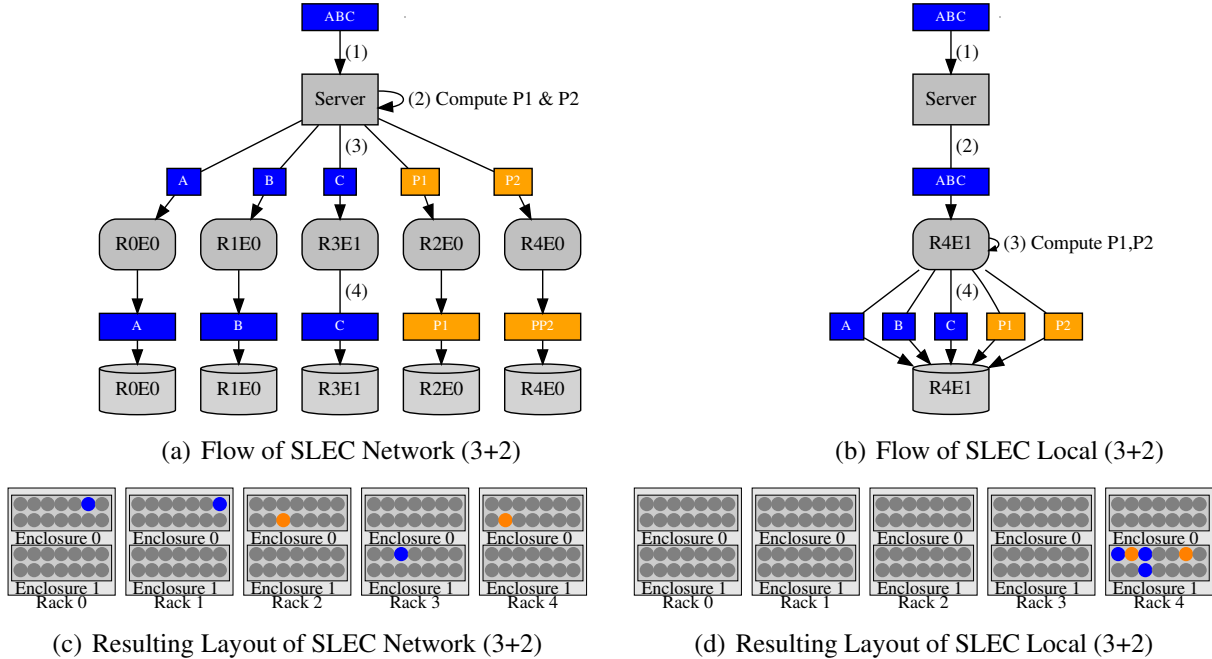 ABC
(1)
Server
(2) Compute P1 & P2
(3)
A B C P1 P2
R0E0 R1E0 R3E1 R2E0 R4E0
(4)
A B C P1 PP2
R0E0 R1E0 R3E1 R2E0 R4E0
(a) Flow of SLEC Network (3+2)
ABC
(1)
Server
(2)
ABC
R4E1
(3) Compute P1,P2
(4)
A B C P1 P2
R4E1
(b) Flow of SLEC Local (3+2)
Enclosure 0 Enclosure 0 Enclosure 0 Enclosure 0 Enclosure 0
Enclosure 1 Enclosure 1 Enclosure 1 Enclosure 1 Enclosure 1
Rack 0 Rack 1 Rack 2 Rack 3 Rack 4
(c) Resulting Layout of SLEC Network (3+2)
Enclosure 0 Enclosure 0 Enclosure 0 Enclosure 0 Enclosure 0
Enclosure 1 Enclosure 1 Enclosure 1 Enclosure 1 Enclosure 1
Rack 0 Rack 1 Rack 2 Rack 3 Rack 4
(d) Resulting Layout of SLEC Local (3+2)